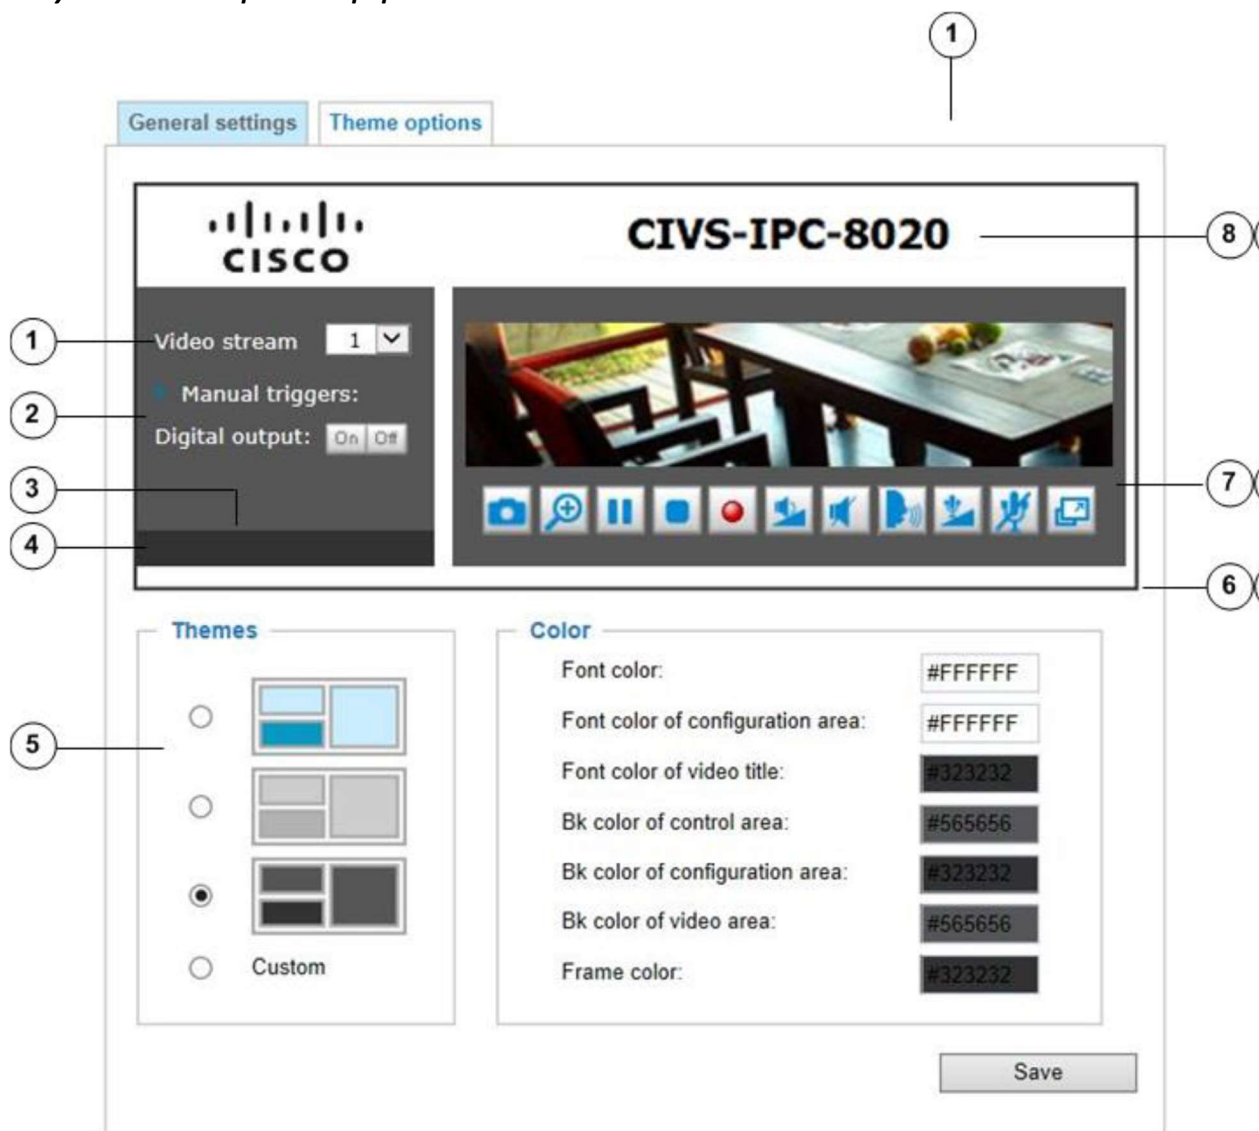 1
General settings
Theme options
CISCO
CIVS-IPC-8020
8
1
Video stream 1
Manual triggers:
2
Digital output: On Off
3
7
4
6
Themes
Color
Font color: #FFFFFF
Font color of configuration area: #FFFFFF
5
Font color of video title: #323232
Bk color of control area: #565656
Bk color of configuration area: #323232
Bk color of video area: #565656
Custom
Frame color: #323232
Save